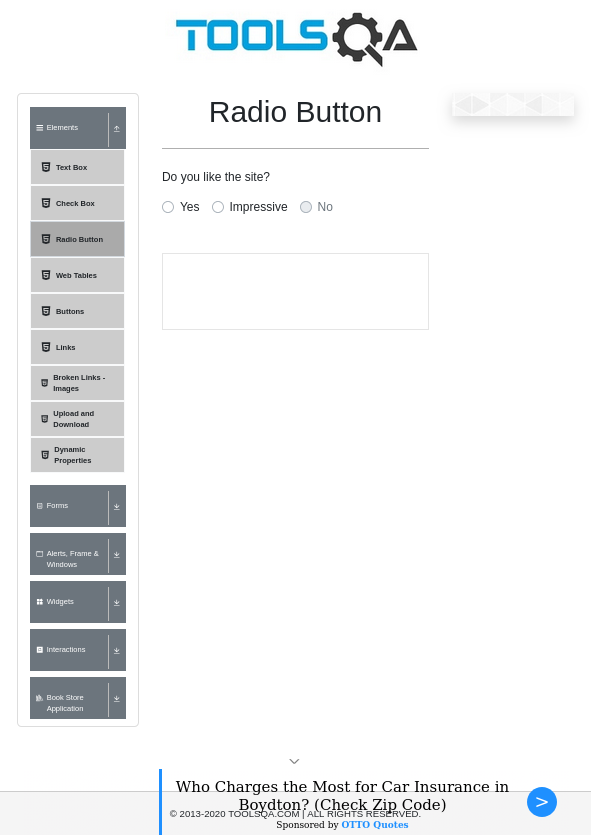 TOOLSQA
Elements
Text Box
Check Box
Radio Button
Web Tables
Buttons
Links
Broken Links -
Images
Upload and
Download
Dynamic
Properties
Forms
Alerts, Frame &
Windows
Widgets
Interactions
Book Store
Application
Radio Button
Do you like the site?
Yes Impressive No
Who Charges the Most for Car Insurance in
Boydton? (Check Zip Code)
Sponsored by OTTO Quotes
© 2013-2020 TOOLSQA.COM | ALL RIGHTS RESERVED.